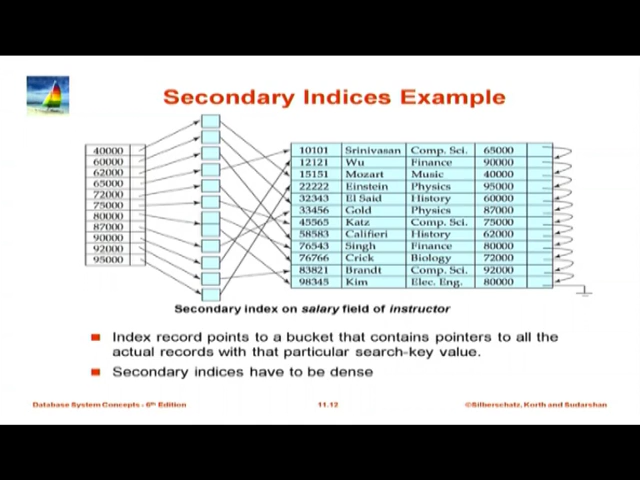 Secondary Indices Example
40000
60000
62000
65000
72000
75000
80000
87000
90000
92000
95000
10101 Srinivasan Comp. Sci. 65000
12121 Wu Finance 90000
15151 Mozart Music 40000
22222 Einstein Physics 95000
32343 El Said History 60000
33456 Gold Physics 87000
45565 Katz Comp. Sci. 75000
58583 Califieri History 62000
76543 Singh Finance 80000
76766 Crick Biology 72000
83821 Brandt Comp. Sci. 92000
98345 Kim Elec. Eng. 80000
Secondary index on salary field of instructor
Index record points to a bucket that contains pointers to all the
actual records with that particular search-key value.
Secondary indices have to be dense
Database System Concepts - 6th Edition 11.12 ©Silberschatz, Korth and Sudarshan